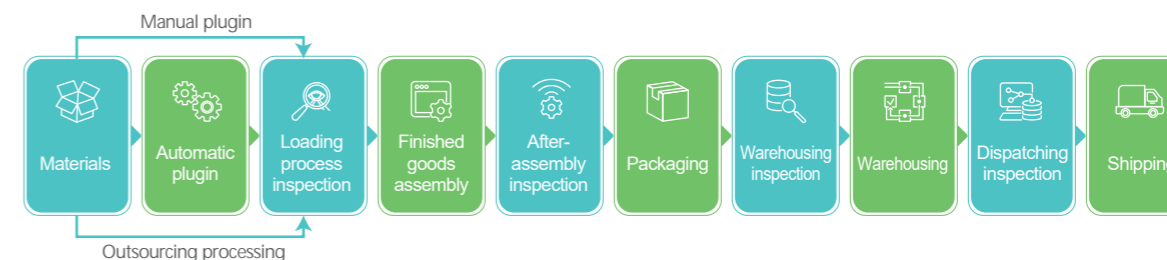 Manual plugin
Materials
Automatic
plugin
Loading
process
inspection
Finished
goods
assembly
After-
assembly
inspection
Packaging
Warehousing
inspection
Warehousing
Dispatching
inspection
Shipping
Outsourcing processing